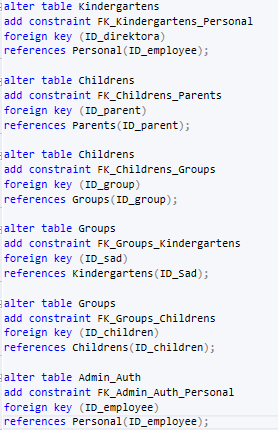 alter table Kindergartens
add constraint FK_Kindergartens_Personal
foreign key (ID_direktora)
references Personal(ID_employee);
alter table Childrens
add constraint FK_Childrens_Parents
foreign key (ID_parent)
references Parents(ID_parent);
alter table Childrens
add constraint FK_Childrens_Groups
foreign key (ID_group)
references Groups(ID_group);
alter table Groups
add constraint FK_Groups_Kindergartens
foreign key (ID_sad)
references Kindergartens(ID_Sad);
alter table Groups
add constraint FK_Groups_Childrens
foreign key (ID_children)
references Childrens(ID_children);
alter table Admin_Auth
add constraint FK_Admin_Auth_Personal
foreign key (ID_employee)
references Personal(ID_employee);